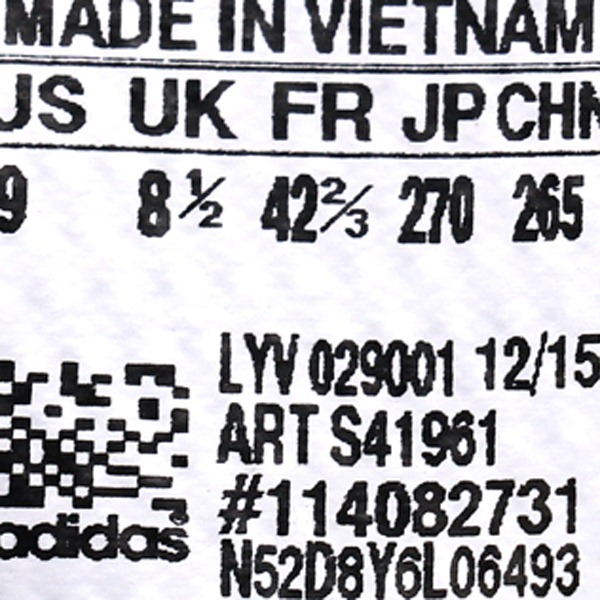 MADE IN VIETNAM
US UK FR JP CHN
9 8½ 42⅔ 270 265
LYV 029001 12/15
ART S41961
#114082731
adidas
N52D8Y6L06493